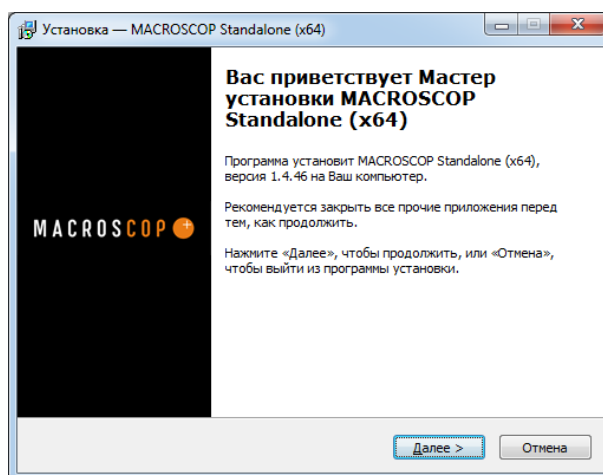 Установка — MACROSCOP Standalone (x64)
Вас приветствует Мастер
установки MACROSCOP
Standalone (x64)
Программа установит MACROSCOP Standalone (x64),
версия 1.4.46 на Ваш компьютер.
Рекомендуется закрыть все прочие приложения перед
тем, как продолжить.
Нажмите «Далее», чтобы продолжить, или «Отмена»,
чтобы выйти из программы установки.
MACROSCOP
Далее >
Отмена